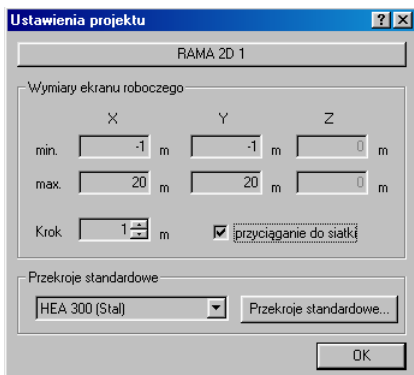 Ustawienia projektu
RAMA 2D 1
Wymiary ekranu roboczego
X Y Z
min. -1 m -1 m 0 m
max. 20 m 20 m 0 m
Krok 1 m przyciąganie do siatki
Przekroje standardowe
HEA 300 (Stal) Przekroje standardowe...
OK